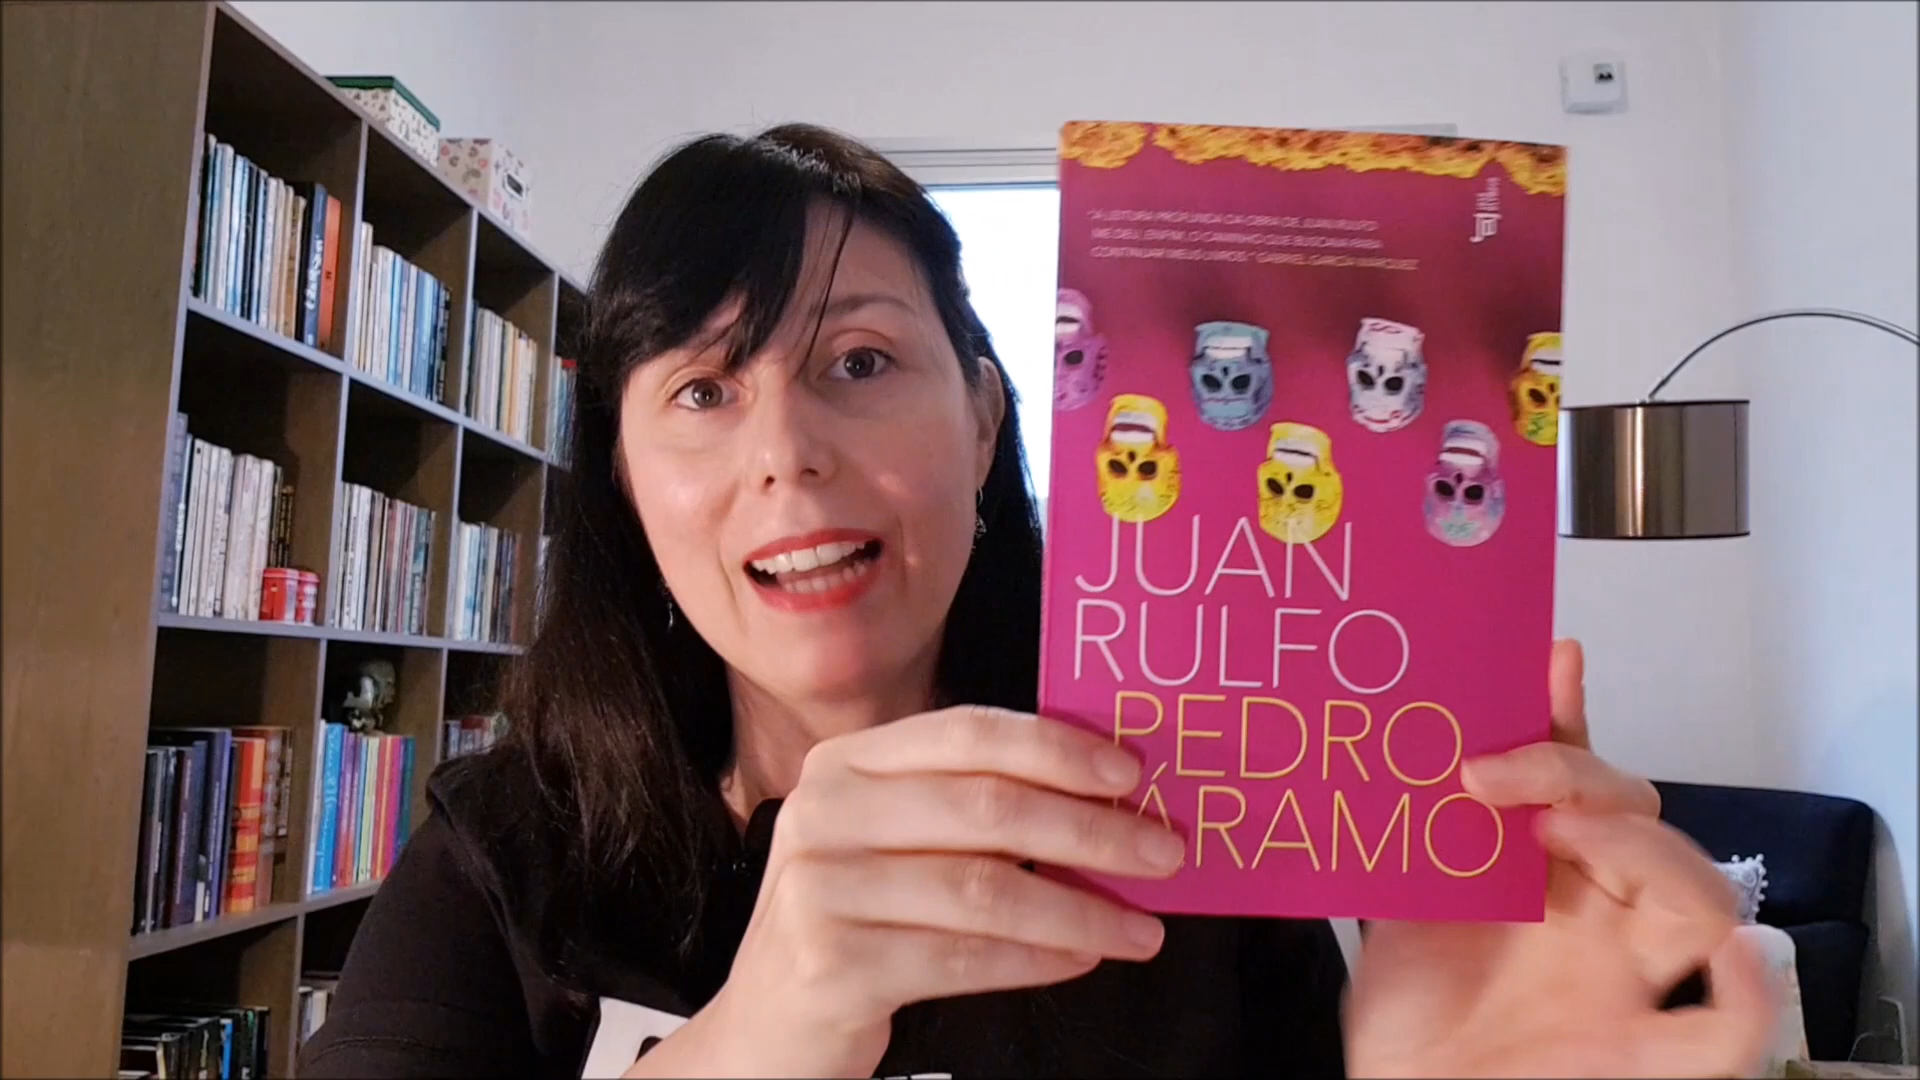 "A LEITURA PROFUNDA DA OBRA DE JUAN RULFO
ME DEU, ENFIM, O CAMINHO QUE BUSCAVA PARA
CONTINUAR MEUS LIVROS." GABRIEL GARCÍA MÁRQUEZ
JUAN
RULFO
PEDRO
ÁRAMO